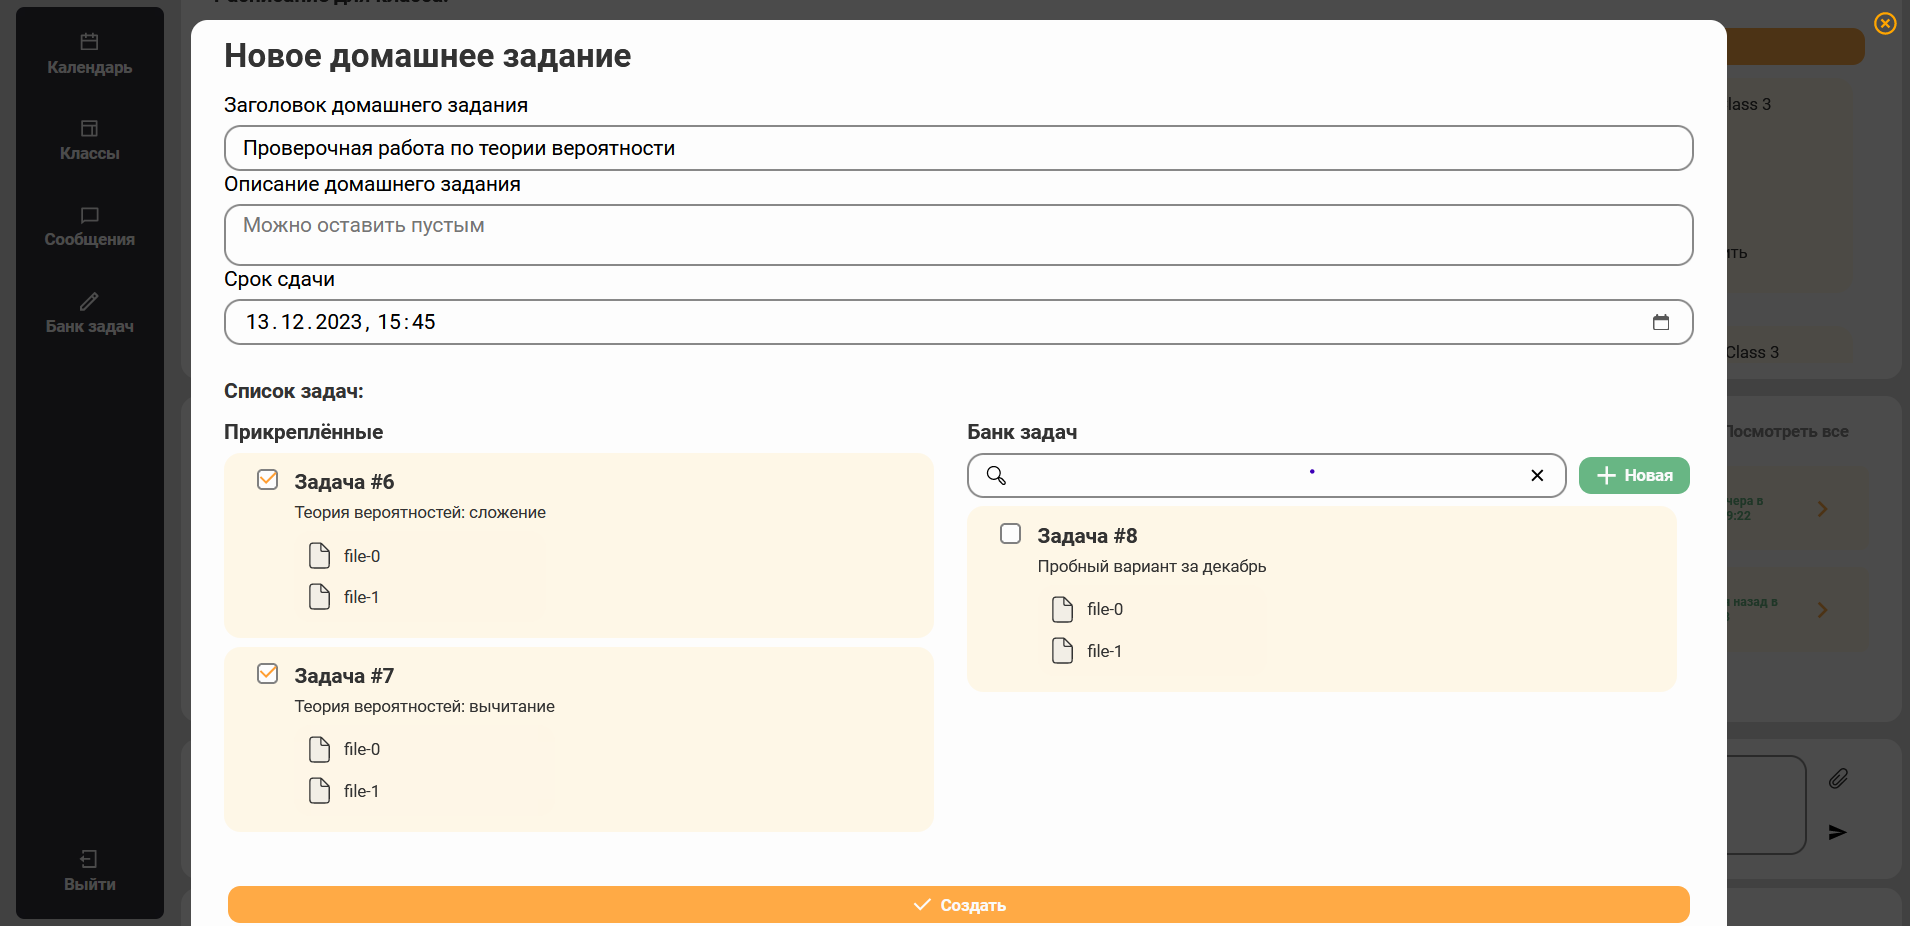 Календарь
Классы
Сообщения
Банк задач
Выйти
Новое домашнее задание
Заголовок домашнего задания
Проверочная работа по теории вероятности
Описание домашнего задания
Можно оставить пустым
Срок сдачи
13.12.2023, 15:45
Список задач:
Прикреплённые
Задача #6
Теория вероятностей: сложение
file-0
file-1
Задача #7
Теория вероятностей: вычитание
file-0
file-1
Банк задач
Новая
Задача #8
Пробный вариант за декабрь
file-0
file-1
Создать
lass 3
ить
Class 3
Посмотреть все
чера в
9:22
назад в